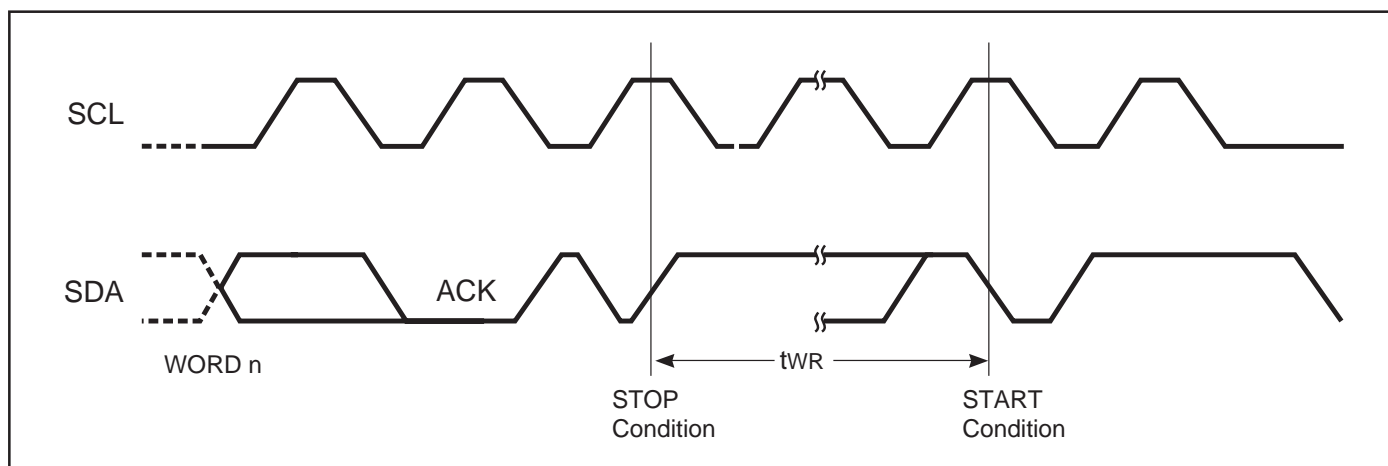 SCL
SDA
ACK
WORD n
tWR
STOP
Condition
START
Condition